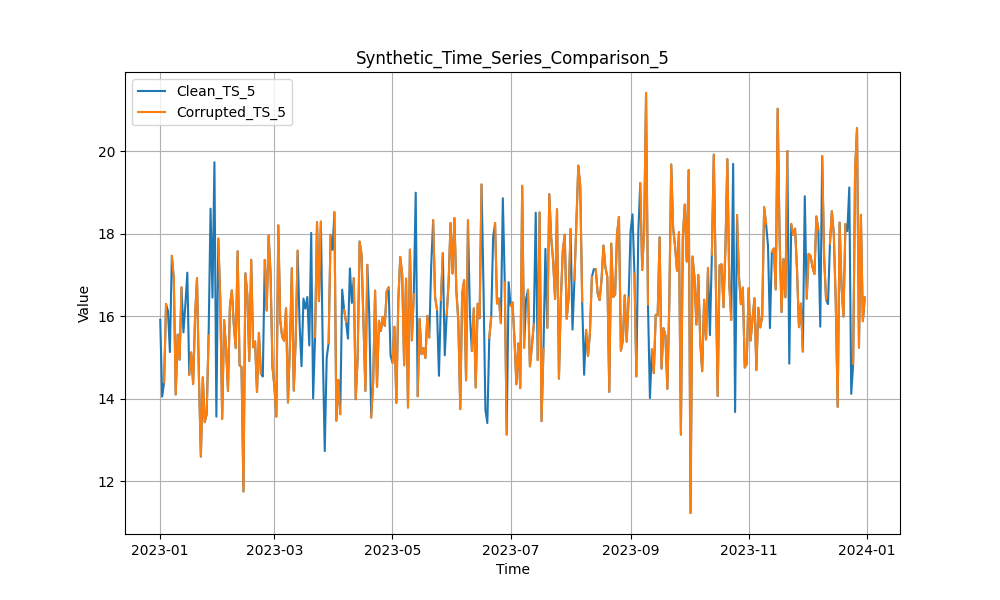 Synthetic_Time_Series_Comparison_5
Clean_TS_5
Corrupted_TS_5
Value
20
18
16
14
12
2023-01
2023-03
2023-05
2023-07
2023-09
2023-11
2024-01
Time